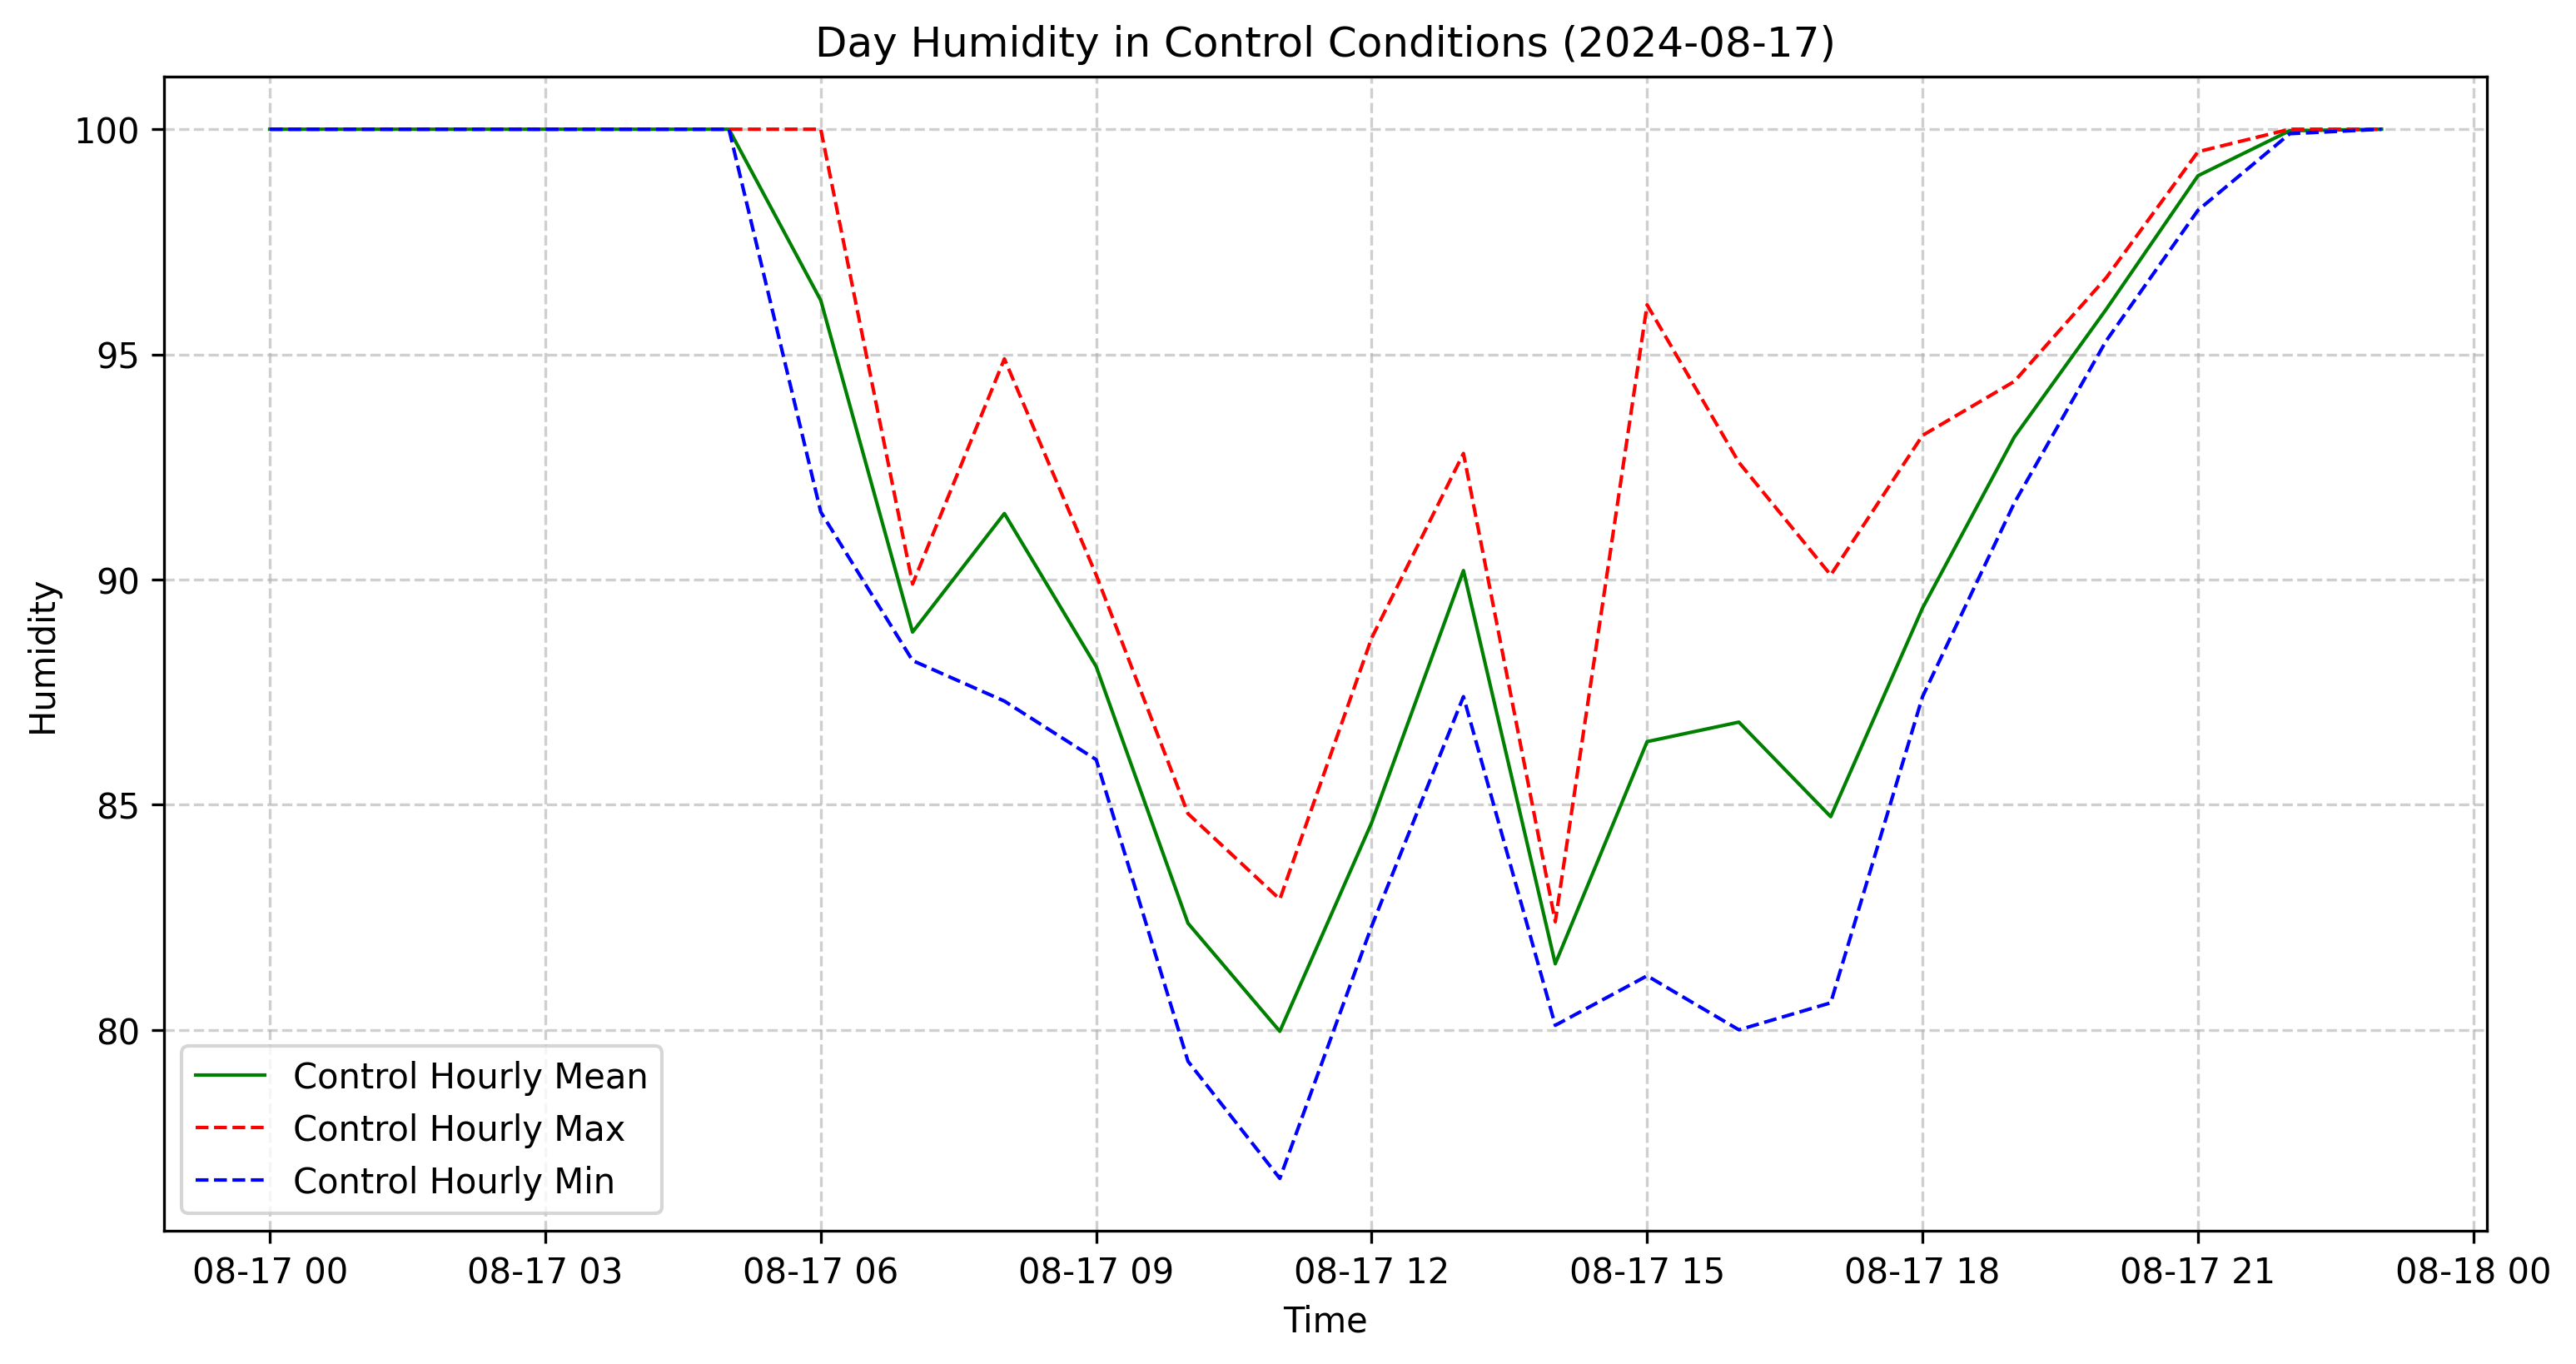 Day Humidity in Control Conditions (2024-08-17)
100
95
90
85
80
Humidity
Control Hourly Mean
Control Hourly Max
Control Hourly Min
08-17 00 08-17 03 08-17 06 08-17 09 08-17 12 08-17 15 08-17 18 08-17 21 08-18 00
Time